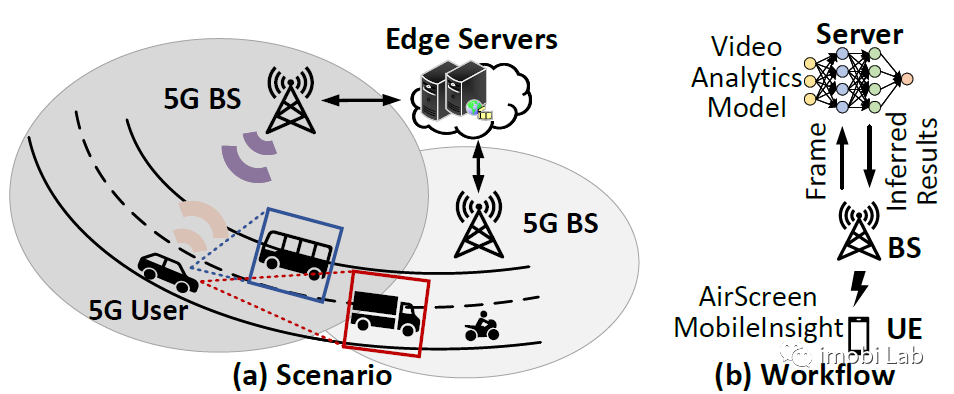 Edge Servers
5G BS
5G BS
5G User
(a) Scenario
Video
Analytics
Model
Server
Frame
Inferred
Results
BS
AirScreen
MobileInsight
UE
imobi Lab
(b) Workflow